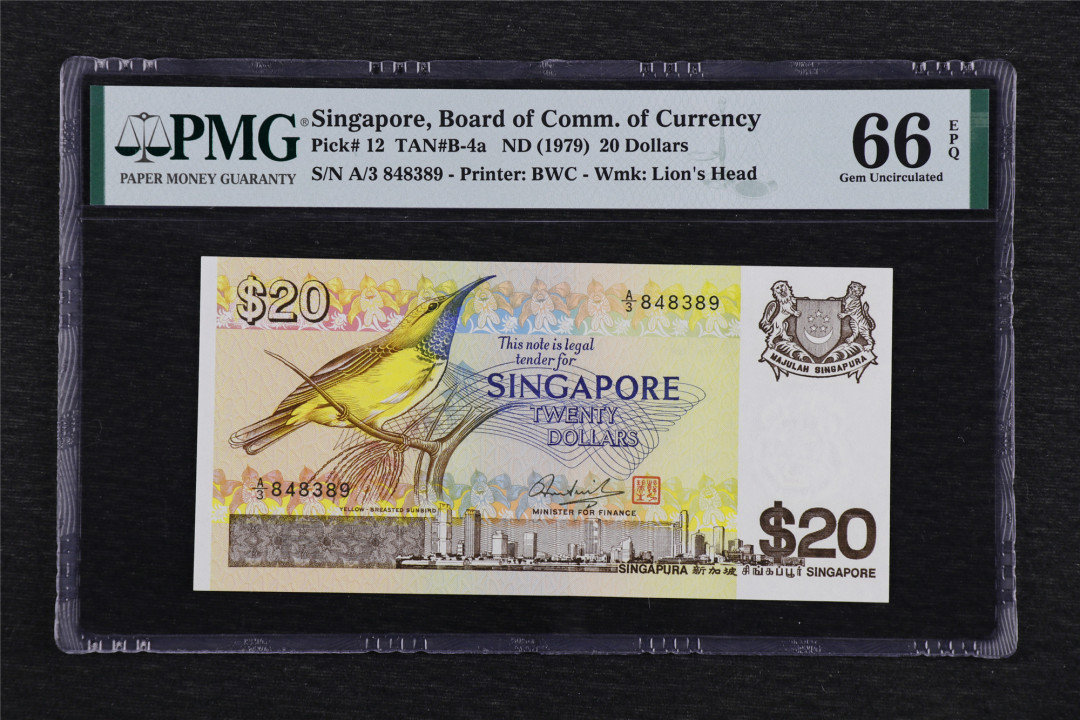 PMG®
PAPER MONEY GUARANTY
Singapore, Board of Comm. of Currency
Pick# 12 TAN#B-4a ND (1979) 20 Dollars
S/N A/3 848389 - Printer: BWC - Wmk: Lion's Head
66
EPQ
Gem Uncirculated
$20
A/3 848389
This note is legal
tender for
SINGAPORE
TWENTY
DOLLARS
MAJULAH SINGAPURA
A/3 848389
YELLOW-BREASTED SUNBIRD
MINISTER FOR FINANCE
$20
SINGAPURA 新加坡 சிங்கப்பூர் SINGAPORE